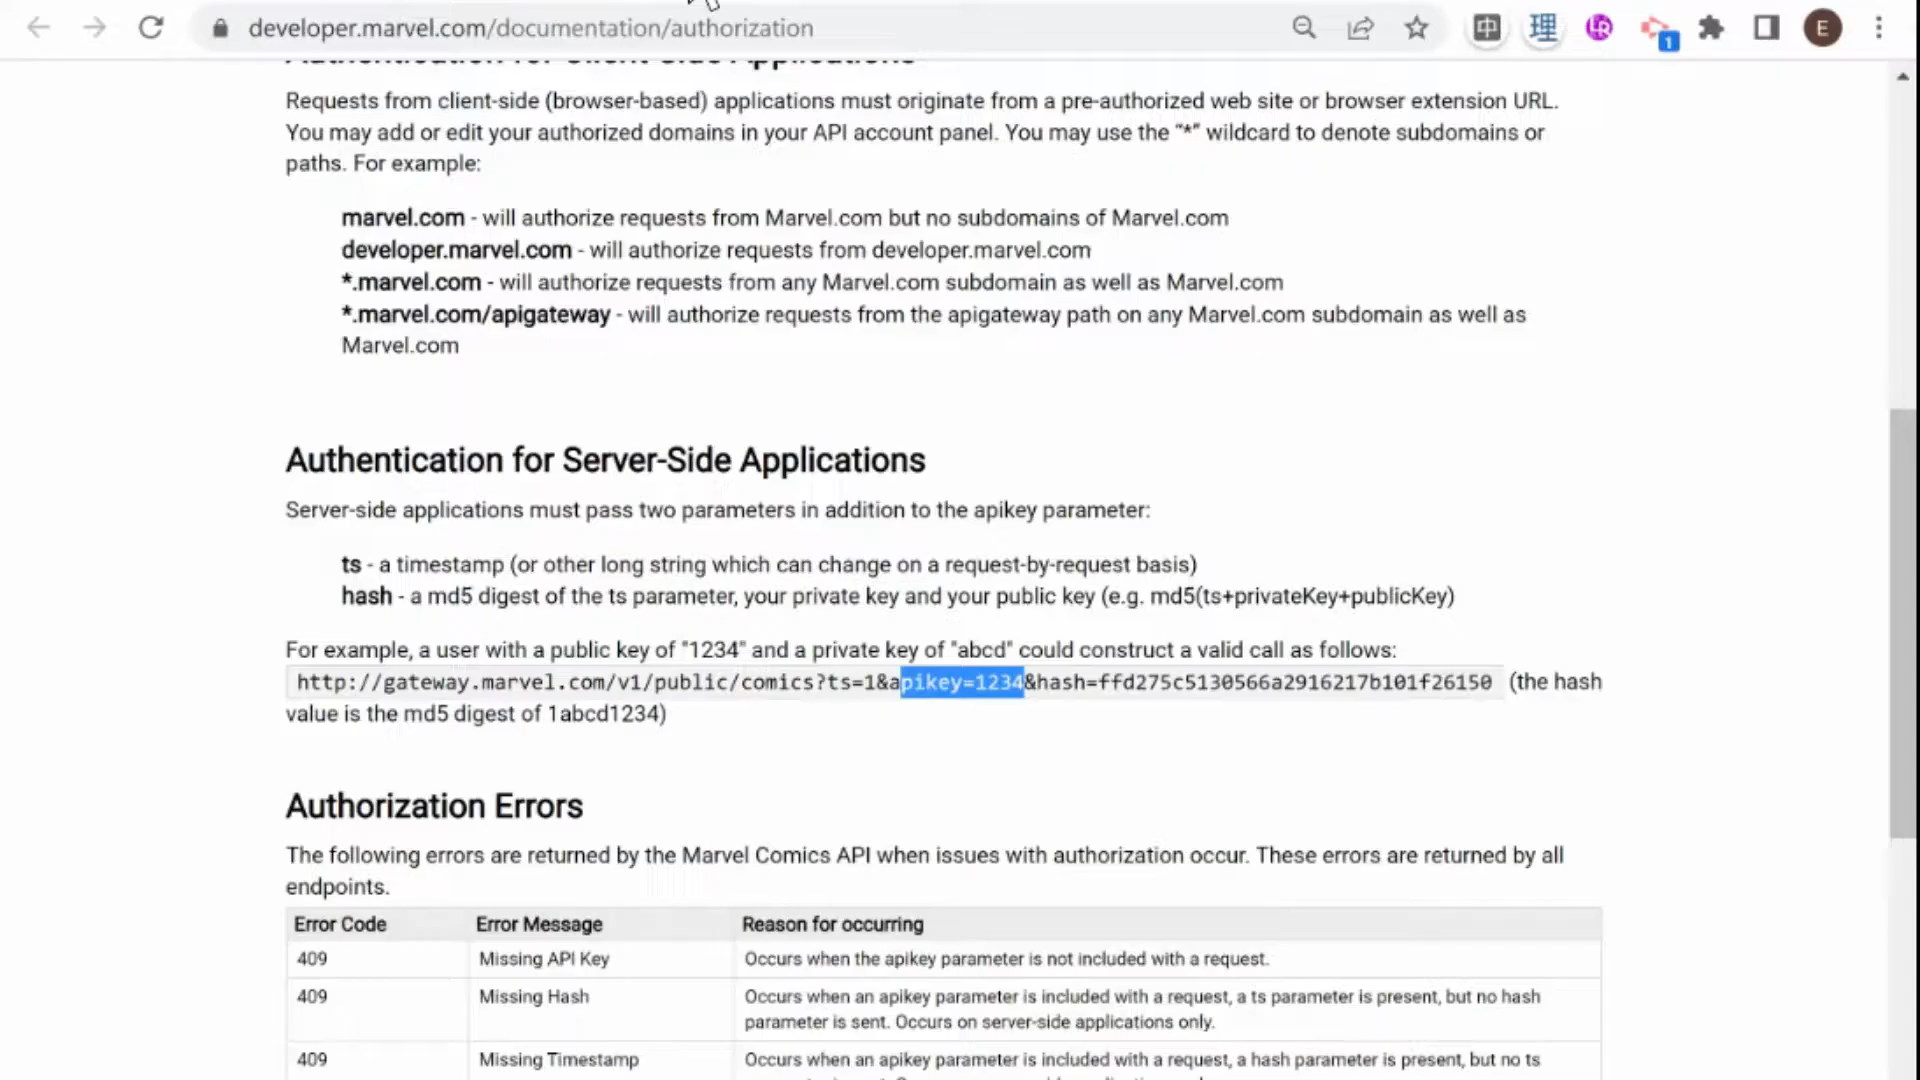 developer.marvel.com/documentation/authorization
中
理
LR
1
E
Authentication for Client-Side Applications
Requests from client-side (browser-based) applications must originate from a pre-authorized web site or browser extension URL.
You may add or edit your authorized domains in your API account panel. You may use the “*” wildcard to denote subdomains or
paths. For example:
marvel.com - will authorize requests from Marvel.com but no subdomains of Marvel.com
developer.marvel.com - will authorize requests from developer.marvel.com
*.marvel.com - will authorize requests from any Marvel.com subdomain as well as Marvel.com
*.marvel.com/apigateway - will authorize requests from the apigateway path on any Marvel.com subdomain as well as
Marvel.com
Authentication for Server-Side Applications
Server-side applications must pass two parameters in addition to the apikey parameter:
ts - a timestamp (or other long string which can change on a request-by-request basis)
hash - a md5 digest of the ts parameter, your private key and your public key (e.g. md5(ts+privateKey+publicKey)
For example, a user with a public key of "1234" and a private key of "abcd" could construct a valid call as follows:
http://gateway.marvel.com/v1/public/comics?ts=1&apikey=1234&hash=ffd275c5130566a2916217b101f26150 (the hash
value is the md5 digest of 1abcd1234)
Authorization Errors
The following errors are returned by the Marvel Comics API when issues with authorization occur. These errors are returned by all
endpoints.
Error Code Error Message Reason for occurring
409 Missing API Key Occurs when the apikey parameter is not included with a request.
409 Missing Hash Occurs when an apikey parameter is included with a request, a ts parameter is present, but no hash
parameter is sent. Occurs on server-side applications only.
409 Missing Timestamp Occurs when an apikey parameter is included with a request, a hash parameter is present, but no ts